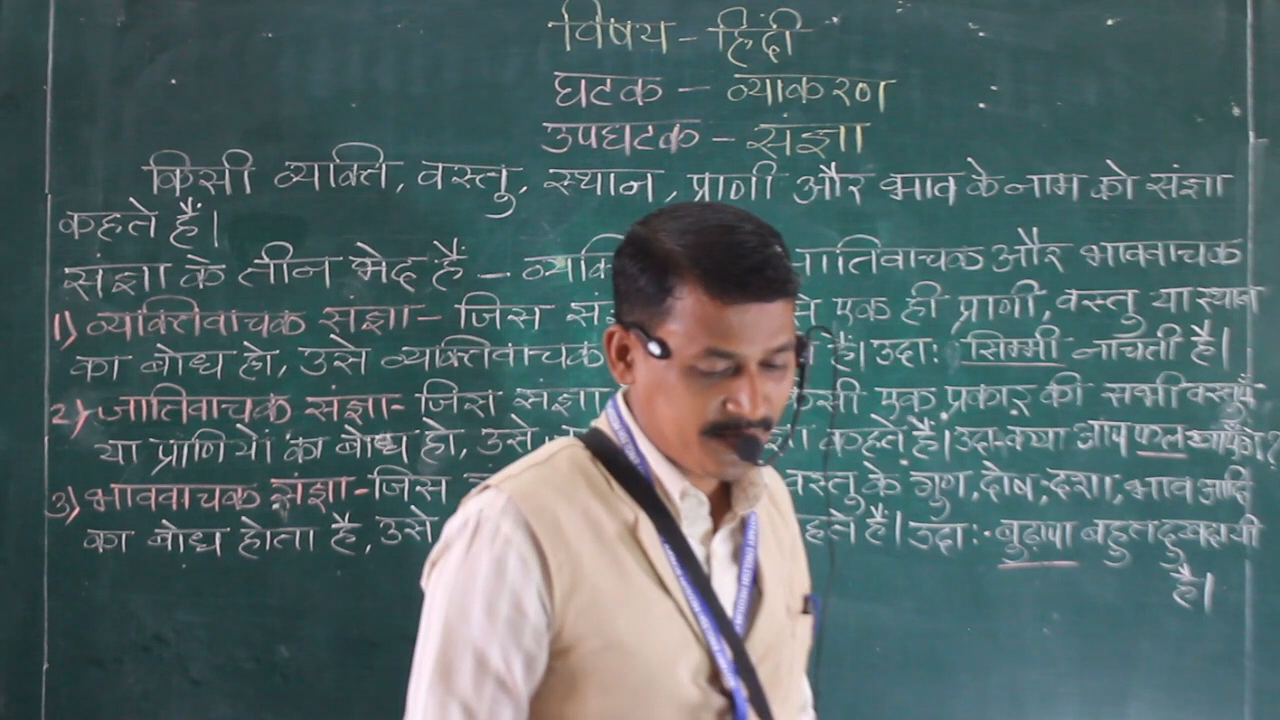 विषय - हिंदी
घटक - व्याकरण
उपघटक - संज्ञा
किसी व्यक्ति, वस्तु, स्थान, प्राणी और भाव के नाम को संज्ञा
कहते हैं।
संज्ञा के तीन भेद हैं - जातिवाचक और भाववाचक
1) व्यक्तिवाचक संज्ञा - जिस से एक ही प्राणी, वस्तु या स्थान
का बोध हो, उसे व्यक्तिवाचक हैं। उदा: सिम्मी नाचती है।
2) जातिवाचक संज्ञा - जिस संज्ञा किसी एक प्रकार की सभी वस्तुएँ
या प्राणियों का बोध हो, उसे कहते हैं। उदा- क्या आप फल खाएँगे?
3) भाववाचक संज्ञा - जिस वस्तु के गुण, दोष, दशा, भाव आदि
का बोध होता है, उसे कहते हैं। उदा:- बुढ़ापा बहुत दुखदायी
है।